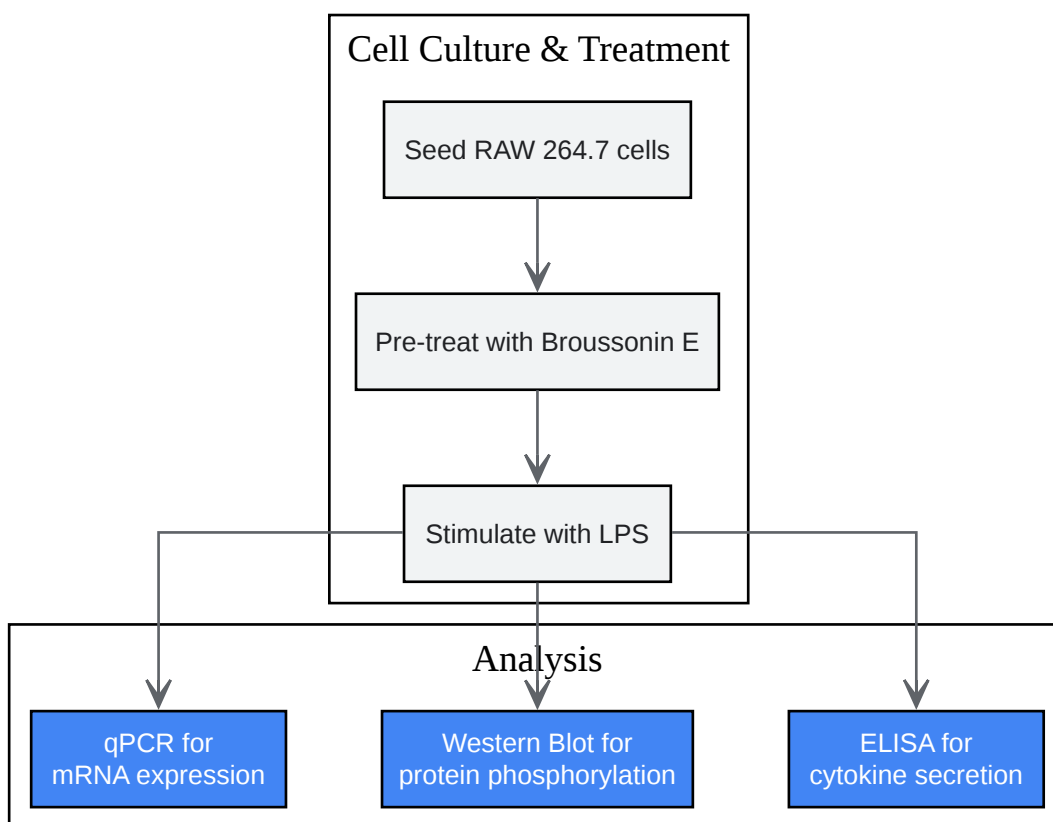 Cell Culture & Treatment
Seed RAW 264.7 cells
Pre-treat with Broussonin E
Stimulate with LPS
Analysis
qPCR for
mRNA expression
Western Blot for
protein phosphorylation
ELISA for
cytokine secretion